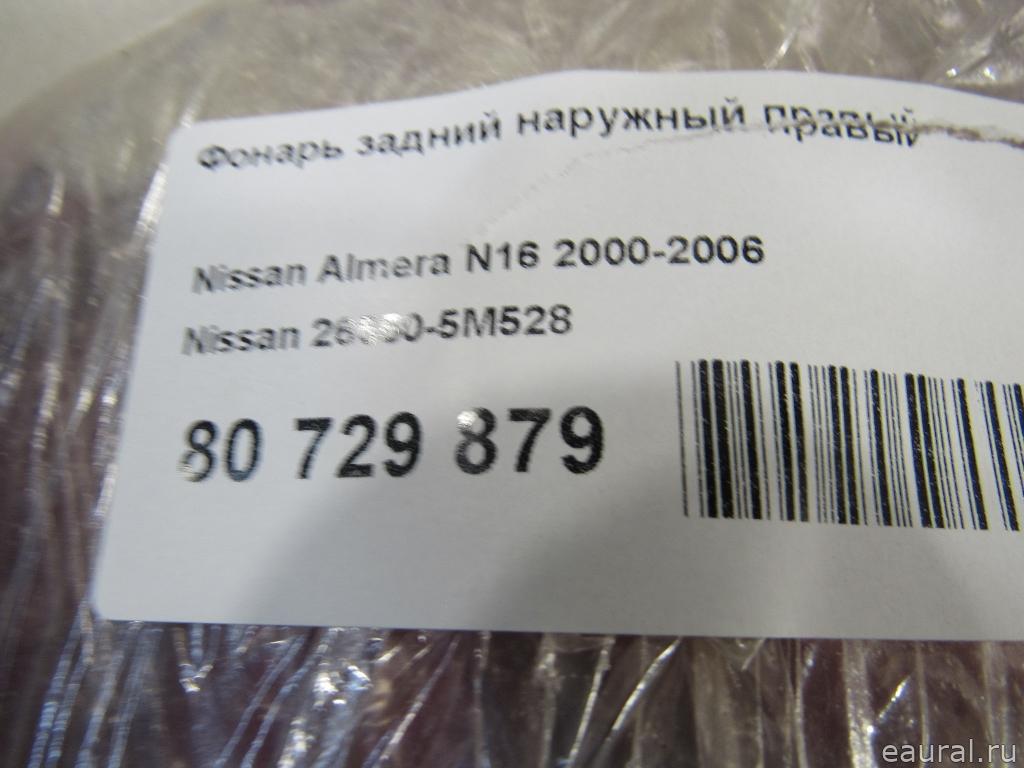 Фонарь задний наружный правый
Nissan Almera N16 2000-2006
Nissan
80 729 879
eaural.ru